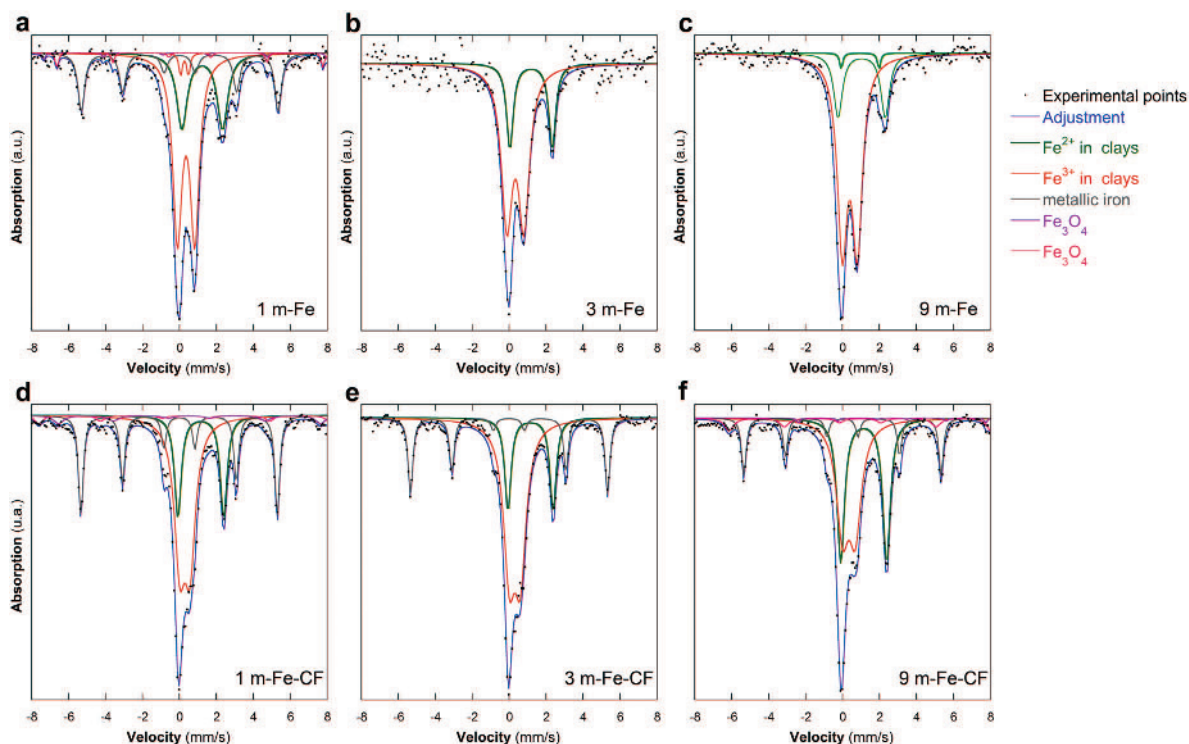 a
b
c
Absorption (a.u.)
Absorption (a.u.)
Absorption (a.u.)
1 m-Fe
3 m-Fe
9 m-Fe
-8 -6 -4 -2 0 2 4 6 8
-8 -6 -4 -2 0 2 4 6 8
-8 -6 -4 -2 0 2 4 6 8
Velocity (mm/s)
Velocity (mm/s)
Velocity (mm/s)
Experimental points
Adjustment
Fe2+ in clays
Fe3+ in clays
metallic iron
Fe3O4
Fe3O4
d
e
f
Absorption (u.a.)
1 m-Fe-CF
3 m-Fe-CF
9 m-Fe-CF
-8 -6 -4 -2 0 2 4 6 8
-8 -6 -4 -2 0 2 4 6 8
-8 -6 -4 -2 0 2 4 6 8
Velocity (mm/s)
Velocity (mm/s)
Velocity (mm/s)